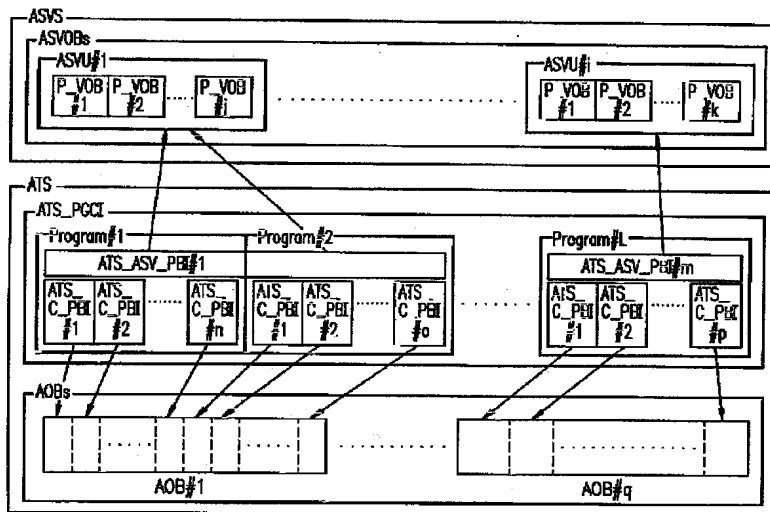 ASVS
ASVOBs
ASVU#1
P_VOB #1
P_VOB #2
P_VOB #j
ASVU#i
P_VOB #1
P_VOB #2
P_VOB #k
ATS
ATS_PGCI
Program#1
Program#2
ATS_ASV_PBI#1
ATS_ C_PBI #1
ATS_ C_PBI #2
ATS_ C_PBI #n
ATS_ C_PBI #1
ATS_ C_PBI #2
ATS_ C_PBI #o
Program#L
ATS_ASV_PBI#m
ATS_ C_PBI #1
ATS_ C_PBI #2
ATS_ C_PBI #p
AOBs
AOB#1
AOB#q